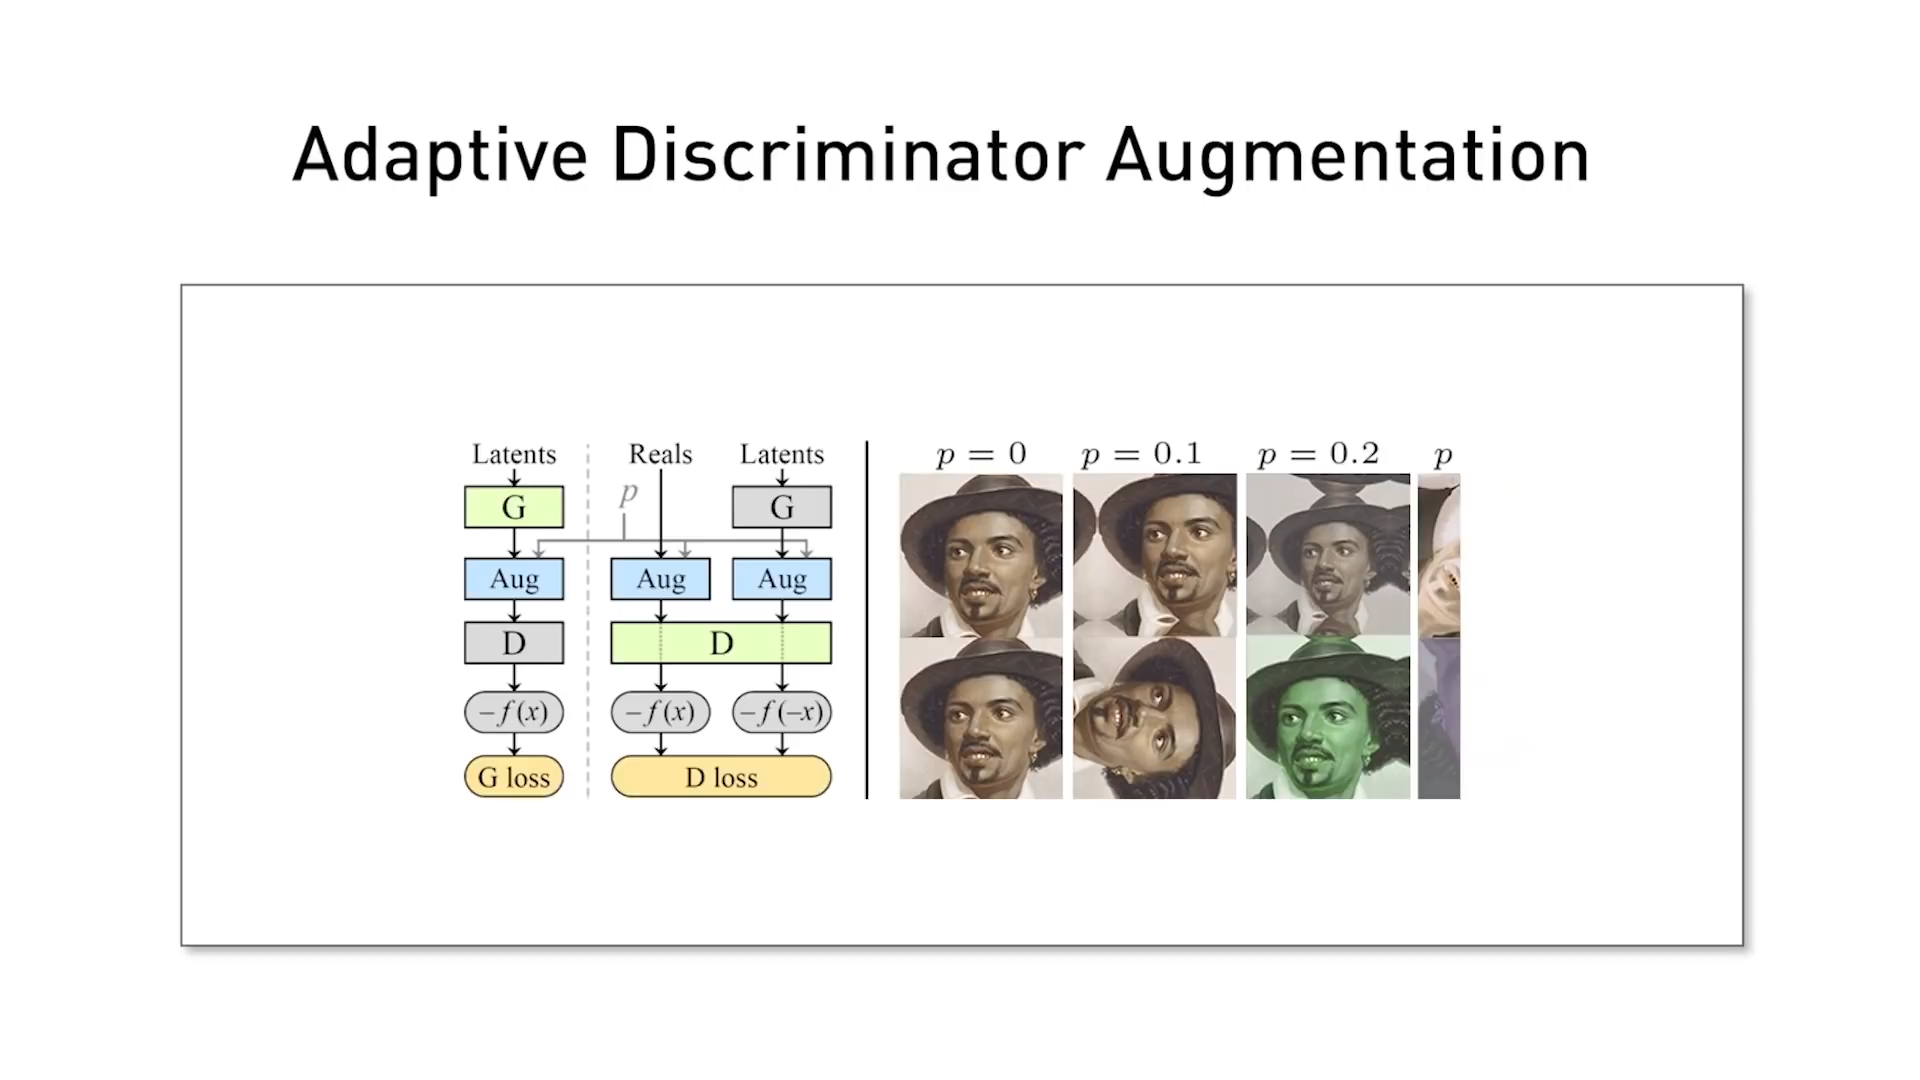 Adaptive Discriminator Augmentation
Latents
Reals
Latents
p
G
G
Aug
Aug
Aug
D
D
–f(x)
–f(x)
–f(–x)
G loss
D loss
p = 0
p = 0.1
p = 0.2
p